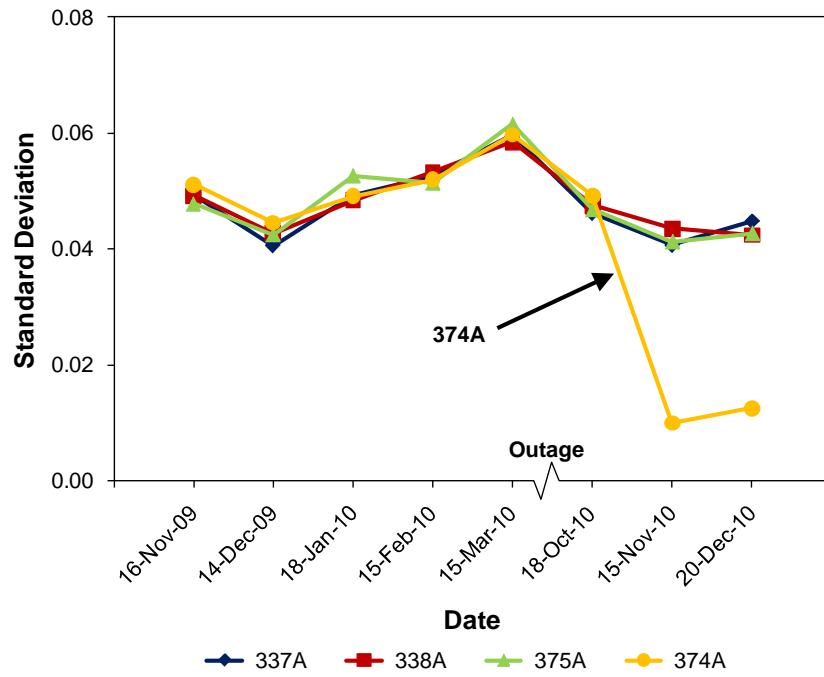 0.08
0.06
0.04
0.02
0.00
Standard Deviation
374A
Outage
16-Nov-09
14-Dec-09
18-Jan-10
15-Feb-10
15-Mar-10
18-Oct-10
15-Nov-10
20-Dec-10
Date
337A 338A 375A 374A